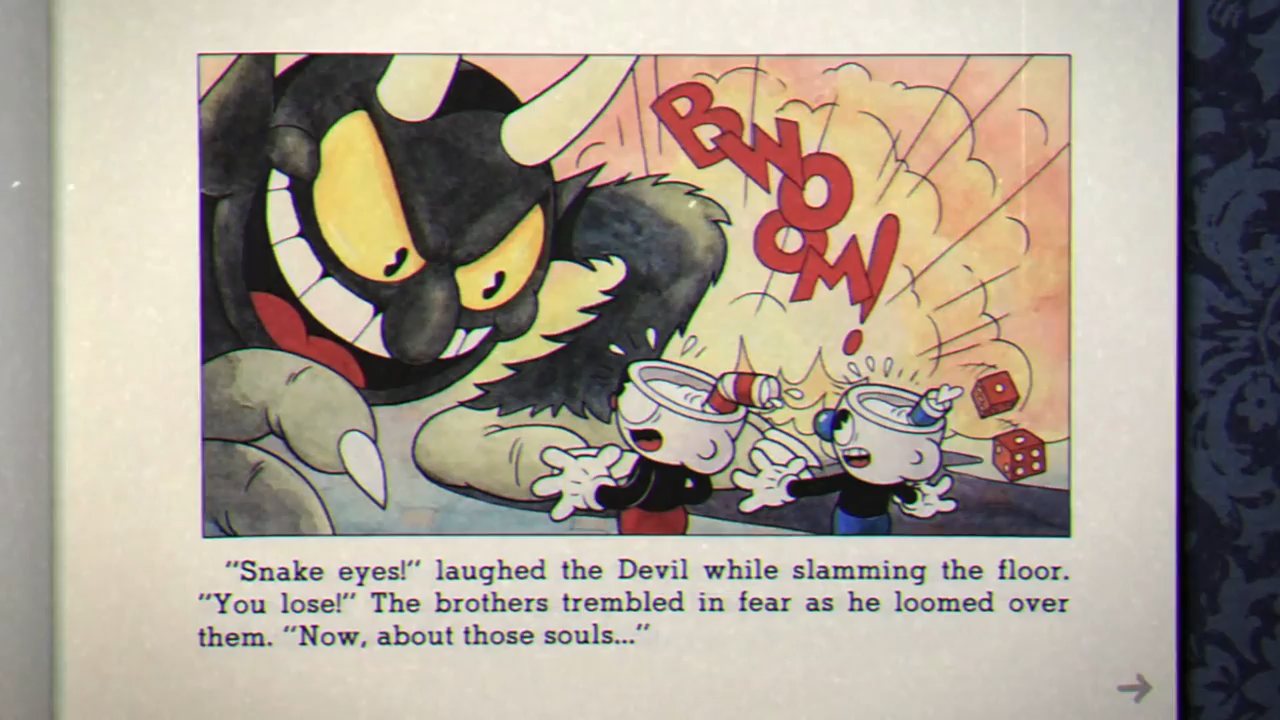 BWOOM!
“Snake eyes!“ laughed the Devil while slamming the floor.
“You lose!” The brothers trembled in fear as he loomed over
them. “Now, about those souls...”